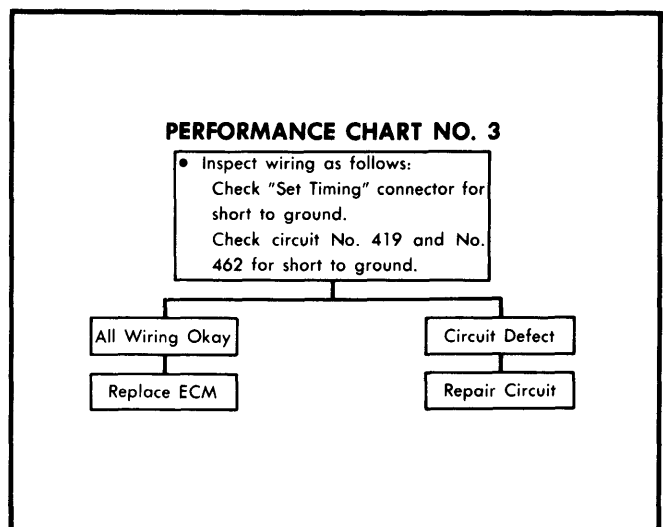 PERFORMANCE CHART NO. 3
• Inspect wiring as follows:
Check "Set Timing" connector for
short to ground.
Check circuit No. 419 and No.
462 for short to ground.
All Wiring Okay
Circuit Defect
Replace ECM
Repair Circuit